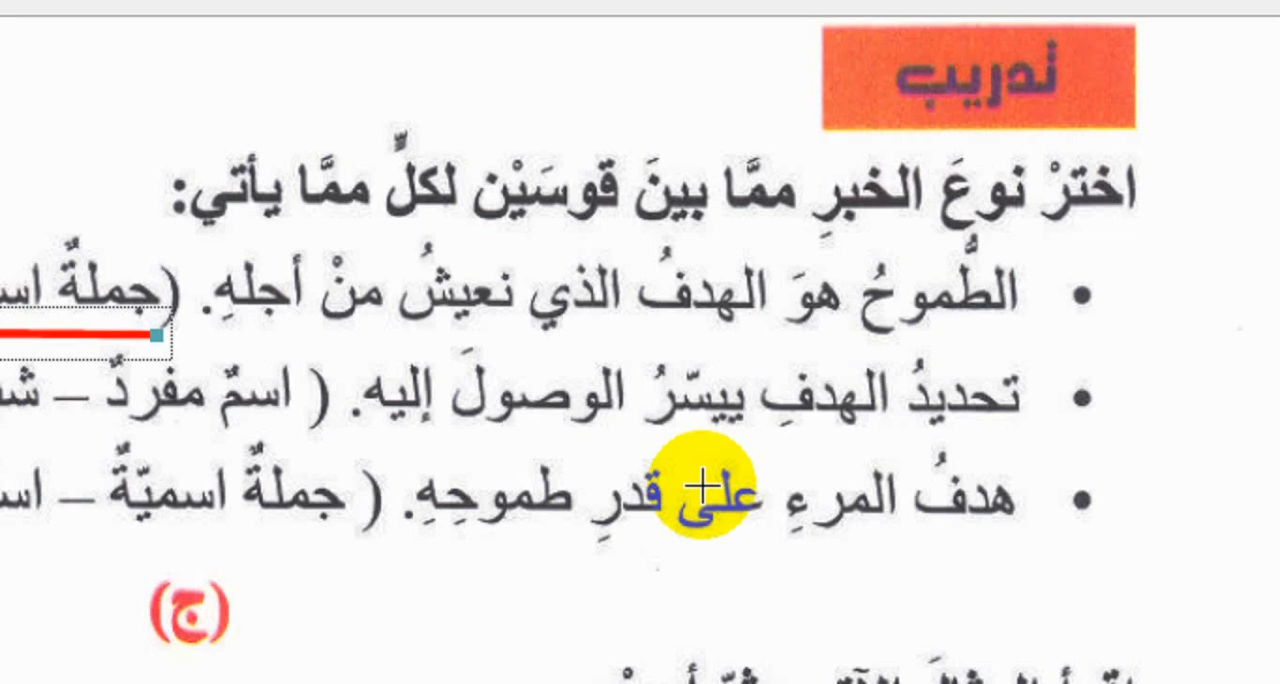 تدريب
اخترْ نوعَ الخبرِ ممَّا بينَ قوسَيْن لكلٍّ ممَّا يأتي:
• الطُّموحُ هوَ الهدفُ الذي نعيشُ منْ أجلهِ. (جملةٌ
• تحديدُ الهدفِ ييسّرُ الوصولَ إليه. ( اسمٌ مفردٌ –
• هدفُ المرءِ على قدرِ طموحِهِ. ( جملةٌ اسميّةٌ –
(ج)